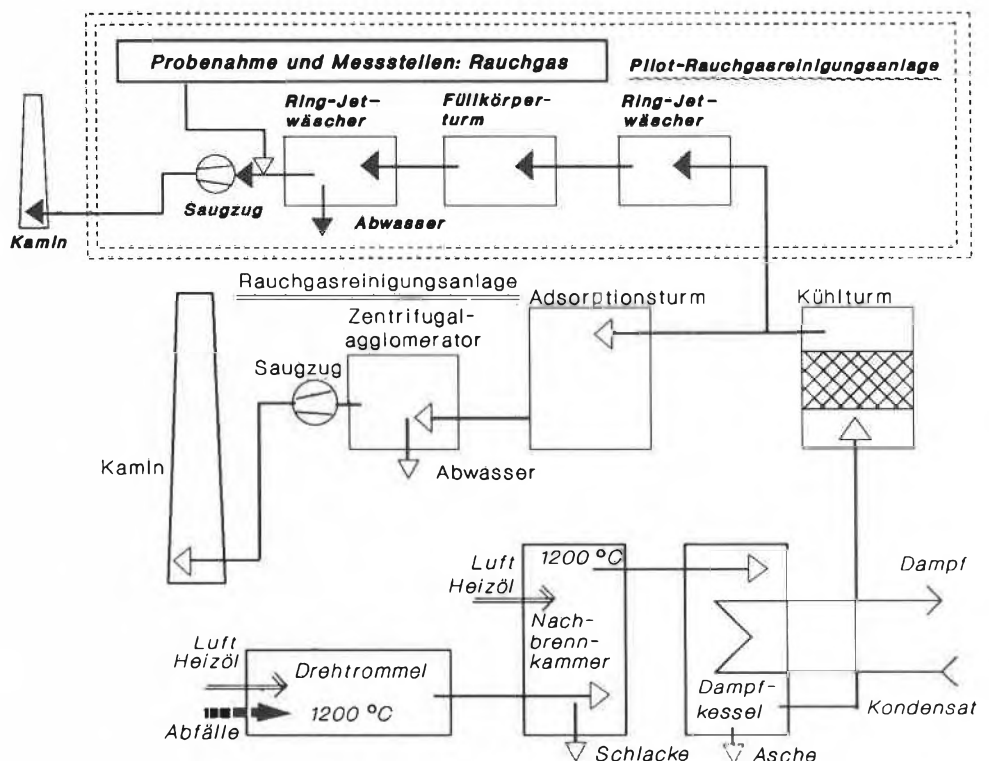 Probenahme und Messstellen: Rauchgas
Pilot-Rauchgasreinigungsanlage
Ring-Jet-
wäscher
Füllkörper-
turm
Ring-Jet-
wäscher
Saugzug
Abwasser
Kamin
Rauchgasreinigungsanlage
Adsorptionsturm
Kühlturm
Zentrifugal-
agglomerator
Saugzug
Kamin
Abwasser
Luft
Heizöl
1200 °C
Nach-
brenn-
kammer
Dampf
Luft
Heizöl
Drehtrommel
1200 °C
Abfälle
Dampf-
kessel
Kondensat
Schlacke
Asche